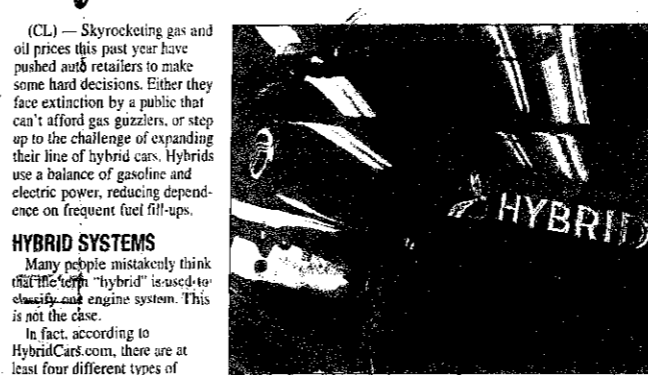 (CL) — Skyrocketing gas and
oil prices this past year have
pushed auto retailers to make
some hard decisions. Either they
face extinction by a public that
can't afford gas guzzlers, or step
up to the challenge of expanding
their line of hybrid cars. Hybrids
use a balance of gasoline and
electric power, reducing depend-
ence on frequent fuel fill-ups.
HYBRID SYSTEMS
Many people mistakenly think
that the term "hybrid" is used to
classify one engine system. This
is not the case.
In fact, according to
HybridCars.com, there are at
least four different types of
HYBRID